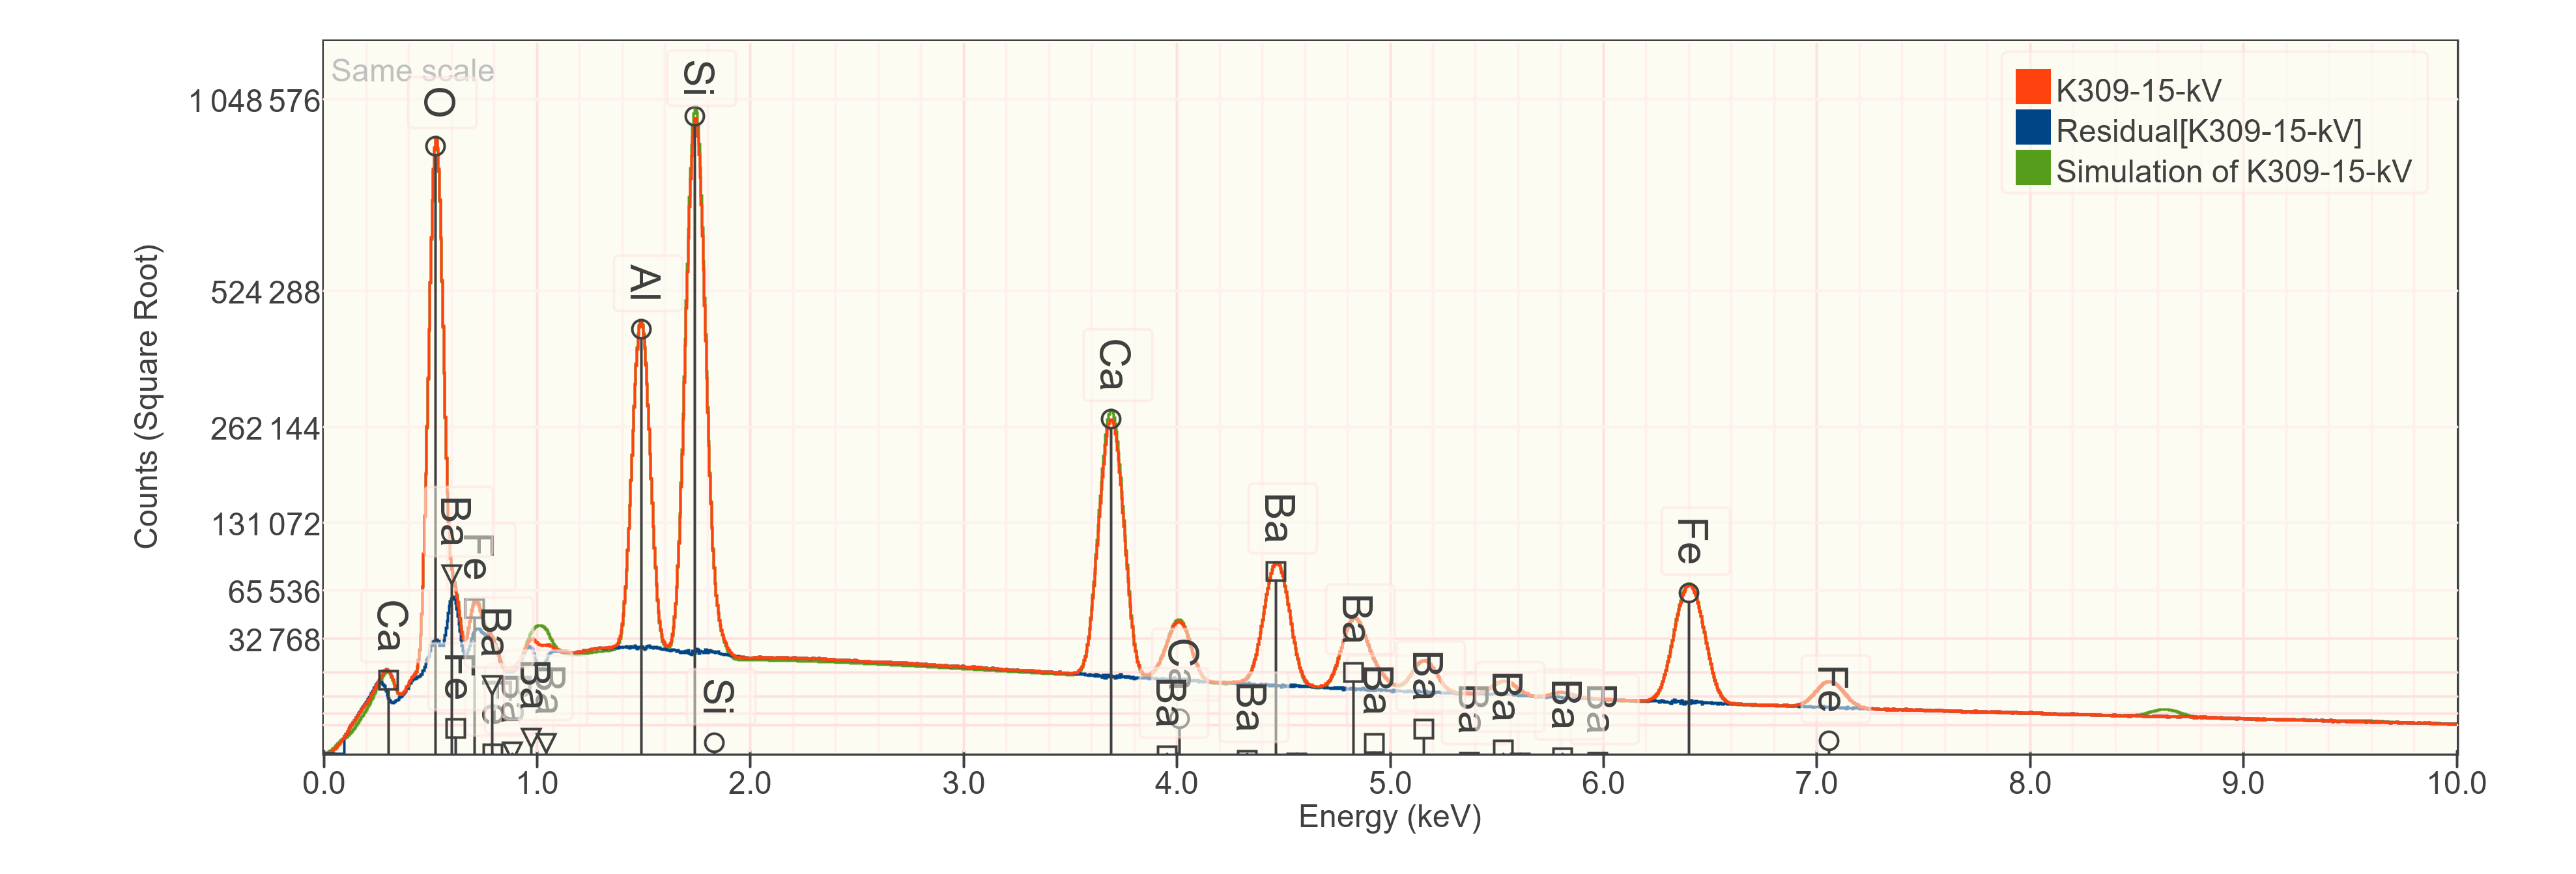 Same scale
K309-15-kV
Residual[K309-15-kV]
Simulation of K309-15-kV
Counts (Square Root)
1 048 576
524 288
262 144
131 072
65 536
32 768
O
Si
Al
Ca
Ba
Fe
Ca
Ba
Fe
Ba
Fe
Ba
Ba
Si
Ca
Ba
Ba
Ba
Ba
Ba
Ba
Ba
Ba
Ba
Fe
Fe
0.0 1.0 2.0 3.0 4.0 5.0 6.0 7.0 8.0 9.0 10.0
Energy (keV)